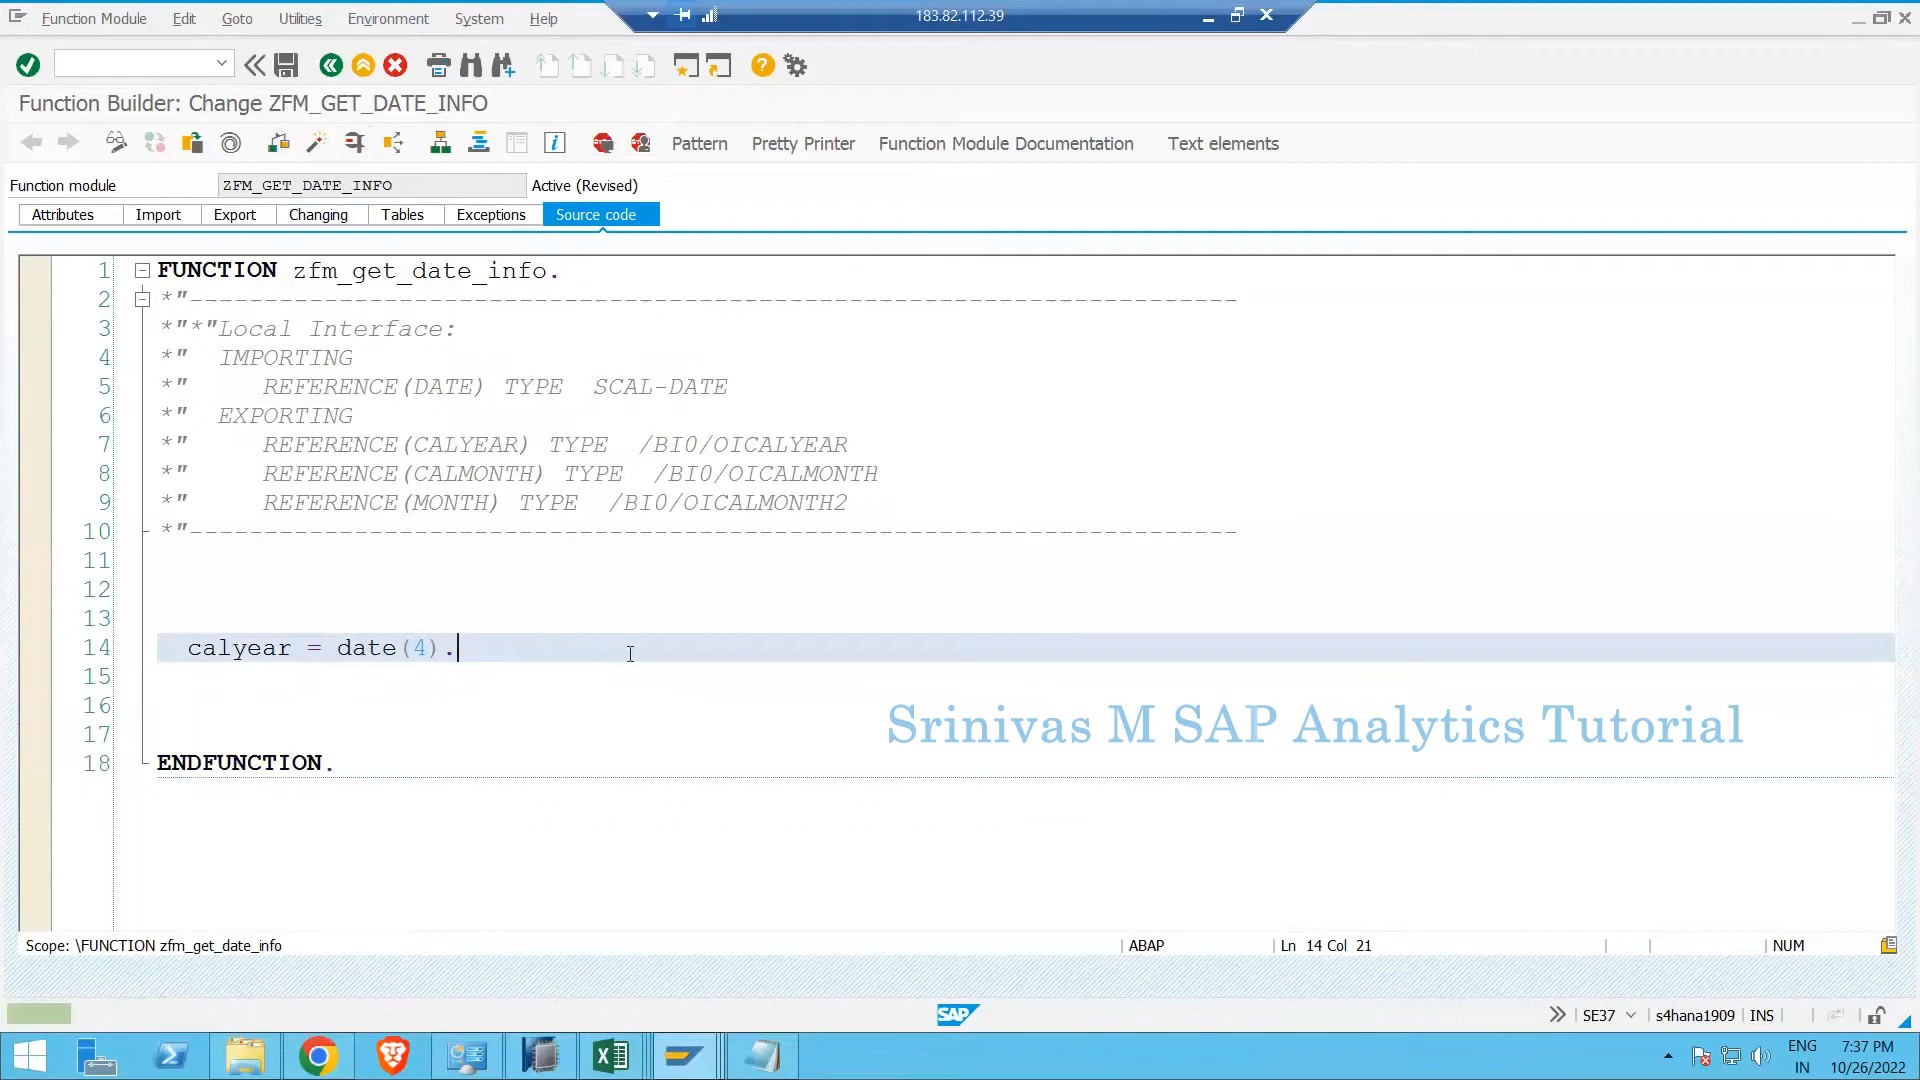 Function Module Edit Goto Utilities Environment System Help
183.82.112.39
Function Builder: Change ZFM_GET_DATE_INFO
Pattern Pretty Printer Function Module Documentation Text elements
Function module ZFM_GET_DATE_INFO Active (Revised)
Attributes Import Export Changing Tables Exceptions Source code
1 FUNCTION zfm_get_date_info.
2 *"----------------------------------------------------------------------
3 *"*"Local Interface:
4 *" IMPORTING
5 *" REFERENCE(DATE) TYPE SCAL-DATE
6 *" EXPORTING
7 *" REFERENCE(CALYEAR) TYPE /BI0/OICALYEAR
8 *" REFERENCE(CALMONTH) TYPE /BI0/OICALMONTH
9 *" REFERENCE(MONTH) TYPE /BI0/OICALMONTH2
10 *"----------------------------------------------------------------------
11
12
13
14 calyear = date(4).
15
16
17
18 ENDFUNCTION.
Srinivas M SAP Analytics Tutorial
Scope: \FUNCTION zfm_get_date_info ABAP Ln 14 Col 21 NUM
SAP SE37 s4hana1909 INS
ENG 7:37 PM
IN 10/26/2022